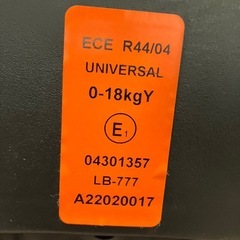 ECE R44/04
UNIVERSAL
0-18kgY
E1
04301357
LB-777
A22020017